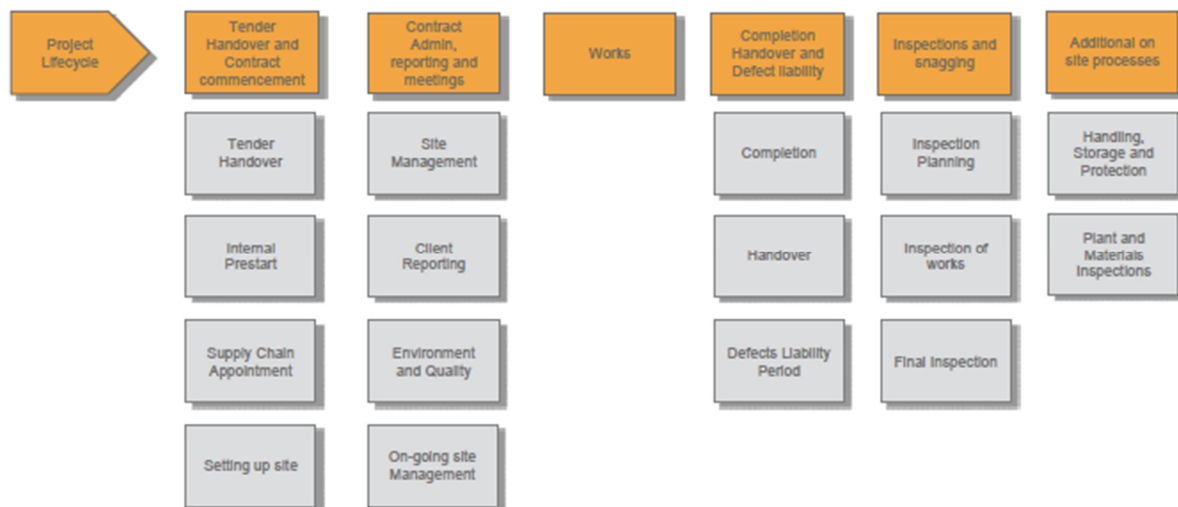 Project
Lifecycle
Tender
Handover and
Contract
commencement
Contract
Admin,
reporting and
meetings
Works
Completion
Handover and
Defect liability
Inspections and
snagging
Additional on
site processes
Tender
Handover
Site
Management
Completion
Inspection
Planning
Handling,
Storage and
Protection
Internal
Prestart
Client
Reporting
Handover
Inspection of
works
Plant and
Materials
Inspections
Supply Chain
Appointment
Environment
and Quality
Defects Liability
Period
Final Inspection
Setting up site
On-going site
Management